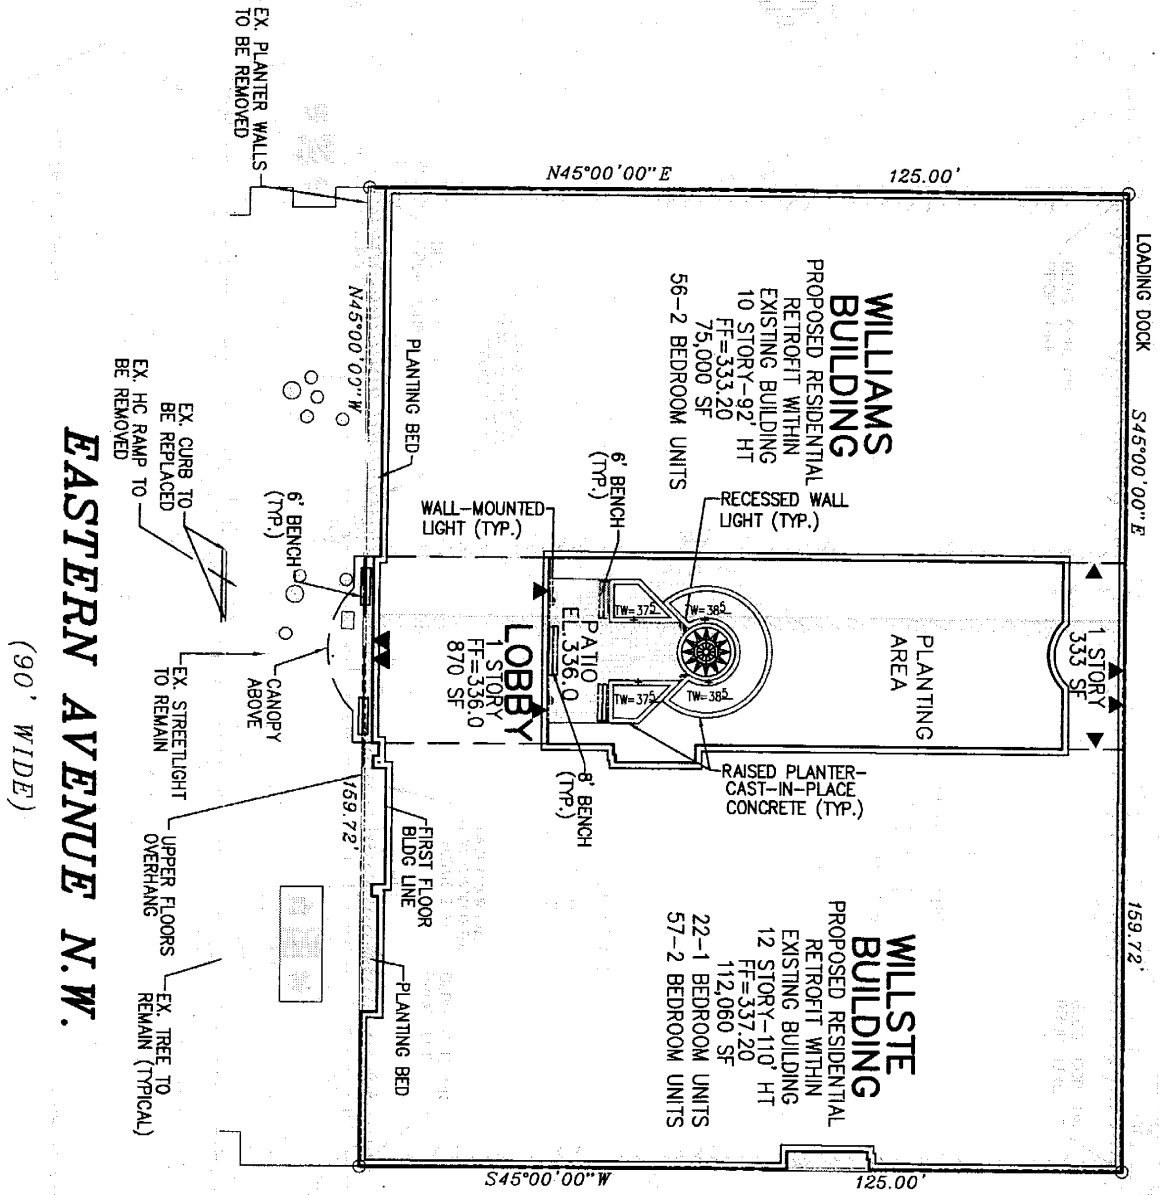 EX. PLANTER WALLS
TO BE REMOVED
N45°00'00"E
125.00'
LOADING DOCK
S45°00'00"E
159.72'
WILLIAMS
BUILDING
PROPOSED RESIDENTIAL
RETROFIT WITHIN
EXISTING BUILDING
10 STORY-92' HT
FF=333.20
75,000 SF
56-2 BEDROOM UNITS
N45°00'00"W
PLANTING BED
6' BENCH
(TYP.)
RECESSED WALL
LIGHT (TYP.)
WALL-MOUNTED
LIGHT (TYP.)
EX. HC RAMP TO
BE REMOVED
EX. CURB TO
BE REPLACED
6' BENCH
(TYP.)
TW=37.5
TW=38.5
PATIO
EL.336.0
TW=37.5
TW=38.5
PLANTING
AREA
1 STORY
333 SF
LOBBY
1 STORY
FF=336.0
870 SF
CANOPY
ABOVE
EX. STREETLIGHT
TO REMAIN
8' BENCH
(TYP.)
RAISED PLANTER-
CAST-IN-PLACE
CONCRETE (TYP.)
159.72'
FIRST FLOOR
BLDG LINE
UPPER FLOORS
OVERHANG
PLANTING BED
EX. TREE TO
REMAIN (TYPICAL)
WILLSTE
BUILDING
PROPOSED RESIDENTIAL
RETROFIT WITHIN
EXISTING BUILDING
12 STORY-110' HT
FF=337.20
112,060 SF
22-1 BEDROOM UNITS
57-2 BEDROOM UNITS
S45°00'00"W
125.00'
EASTERN AVENUE N.W.
(90' WIDE)